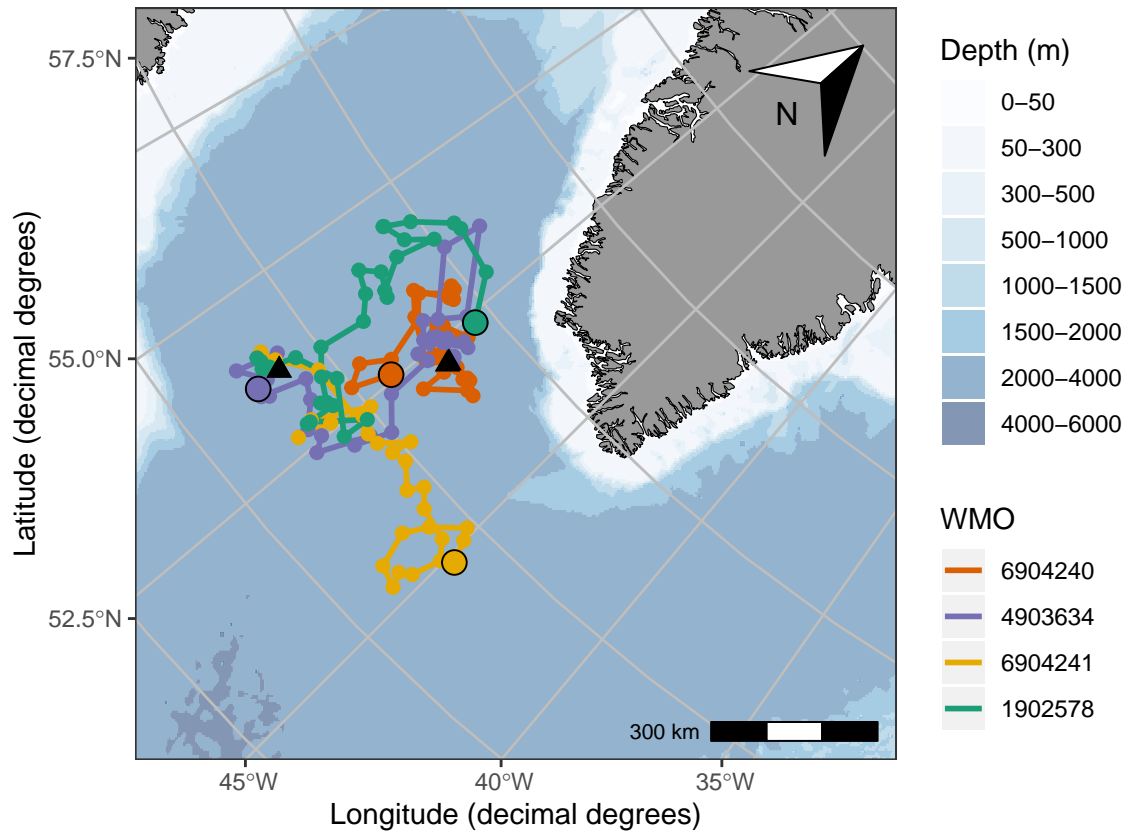 57.5°N
55.0°N
52.5°N
Latitude (decimal degrees)
N
300 km
45°W
40°W
35°W
Longitude (decimal degrees)
Depth (m)
0–50
50–300
300–500
500–1000
1000–1500
1500–2000
2000–4000
4000–6000
WMO
6904240
4903634
6904241
1902578